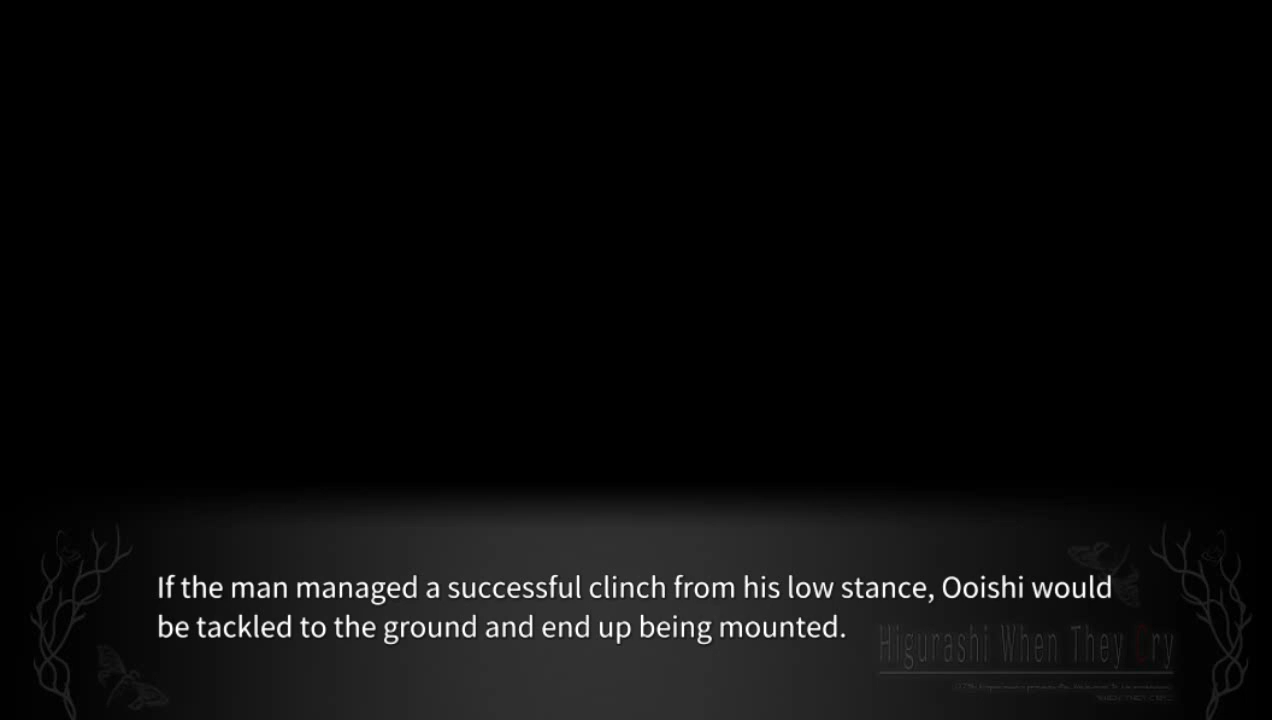 If the man managed a successful clinch from his low stance, Ooishi would
be tackled to the ground and end up being mounted.
Higurashi When They Cry